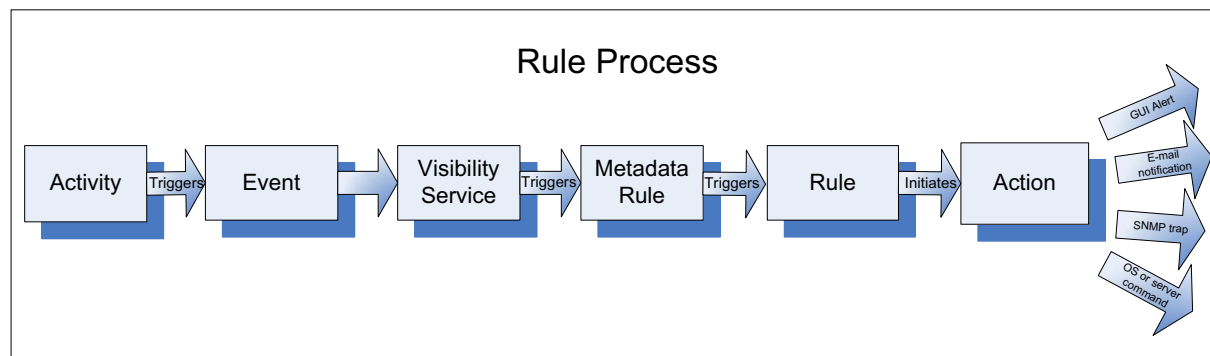 Rule Process
Activity
Triggers
Event
Visibility
Service
Triggers
Metadada
Rule
Triggers
Rule
Initiates
Action
GUI Alert
E-mail
notification
SNMP trap
OS or server
command